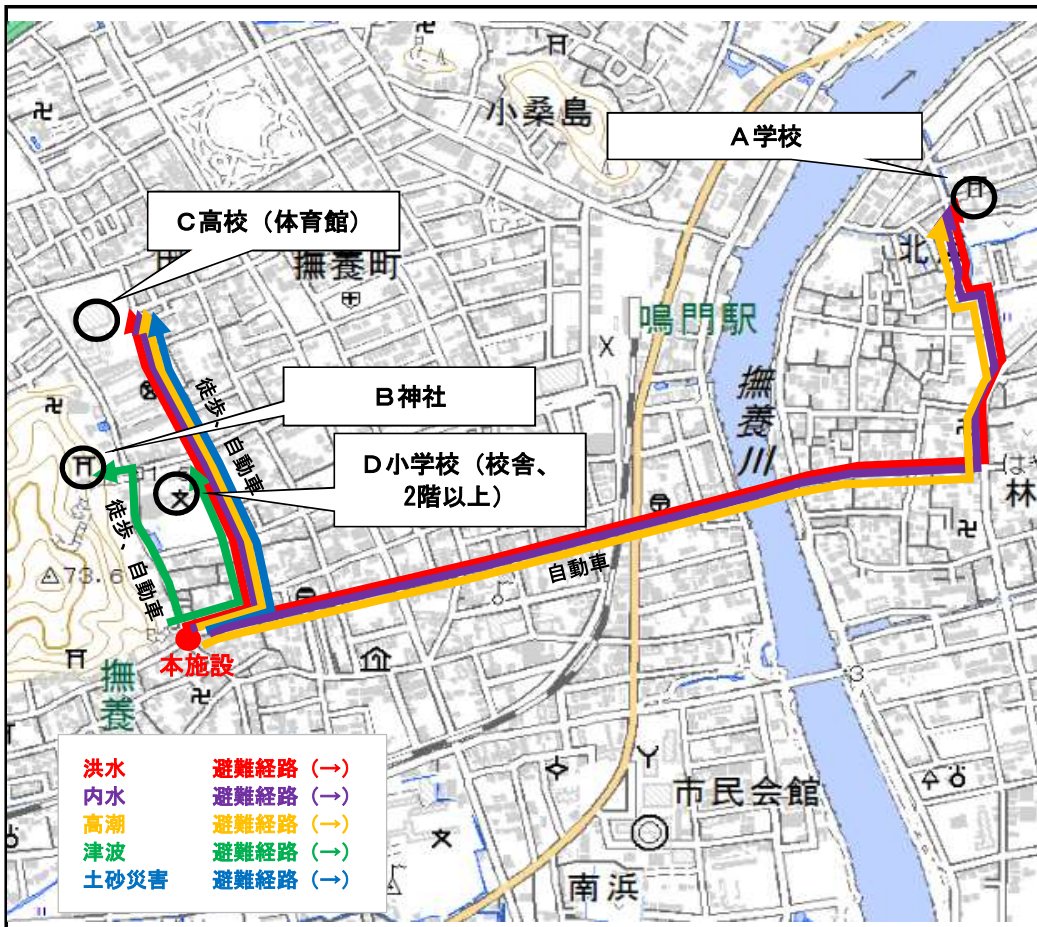 小桑島
A学校
C高校(体育館)
撫養町
北
鳴門駅
撫養川
B神社
徒歩、自動車
D小学校(校舎、
2階以上)
林
徒歩、自動車
73.6
自動車
本施設
撫養
洪水 避難経路(→)
内水 避難経路(→)
高潮 避難経路(→)
津波 避難経路(→)
土砂災害 避難経路(→)
市民会館
南浜